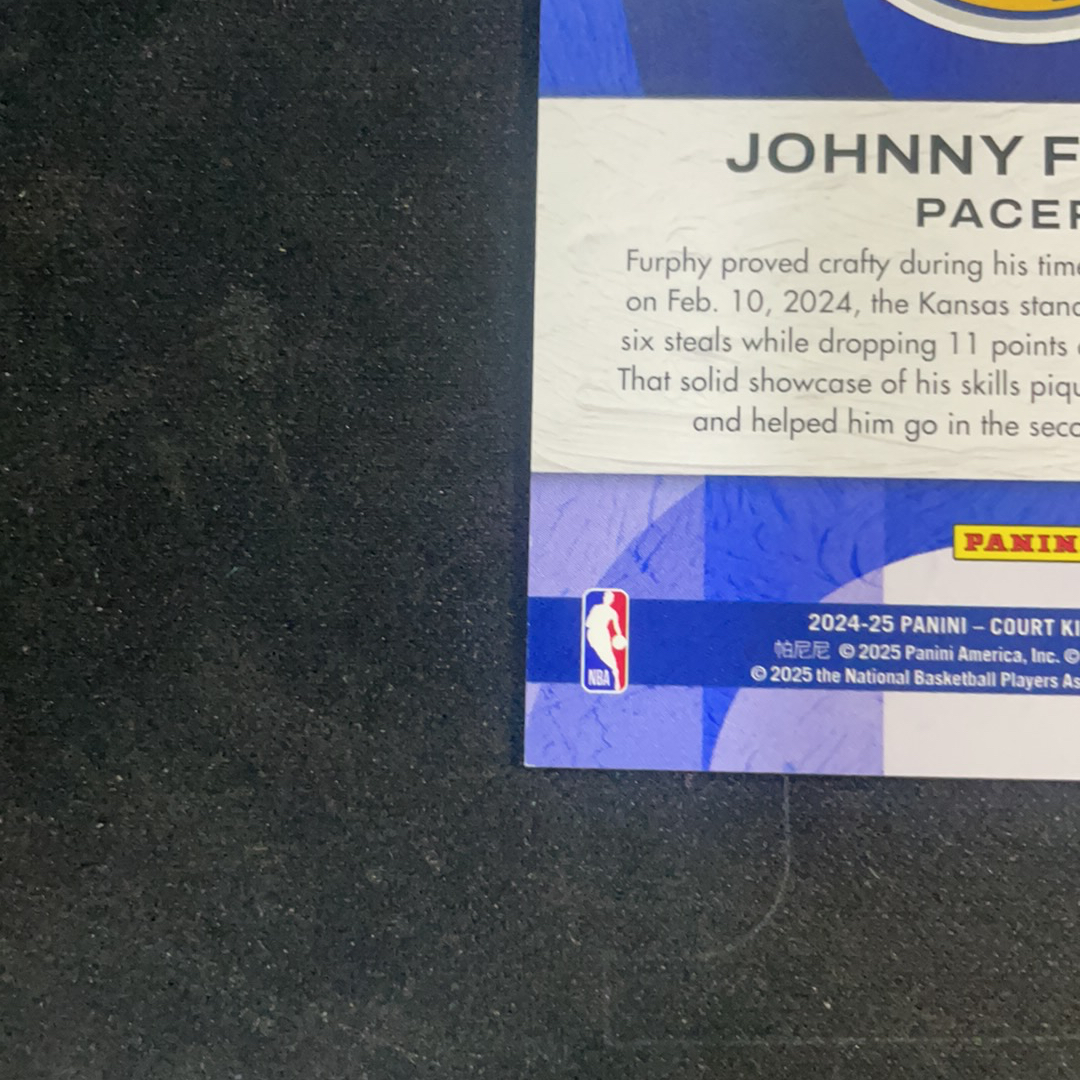 JOHNNY F
PACER
Furphy proved crafty during his time
on Feb. 10, 2024, the Kansas stand
six steals while dropping 11 points
That solid showcase of his skills piqu
and helped him go in the seco
PANIN
2024-25 PANINI – COURT KI
帕尼尼 © 2025 Panini America, Inc. ©
© 2025 the National Basketball Players As
NBA